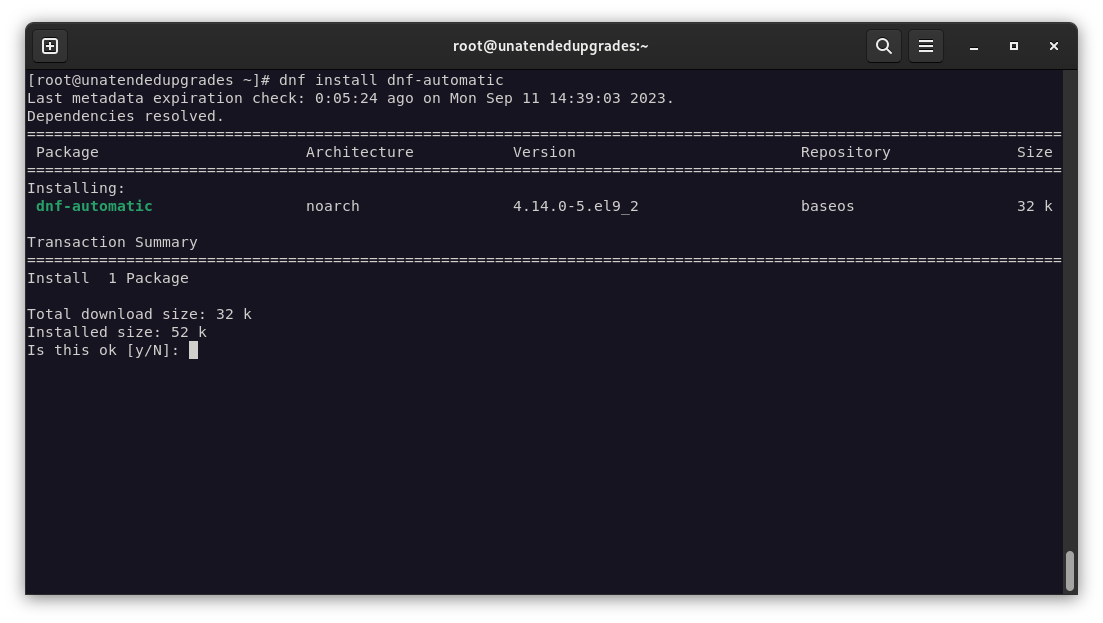 root@unatendedupgrades:~
[root@unatendedupgrades ~]# dnf install dnf-automatic
Last metadata expiration check: 0:05:24 ago on Mon Sep 11 14:39:03 2023.
Dependencies resolved.
===================================================================================================================
Package Architecture Version Repository Size
===================================================================================================================
Installing:
dnf-automatic noarch 4.14.0-5.el9_2 baseos 32 k
Transaction Summary
===================================================================================================================
Install  1 Package
Total download size: 32 k
Installed size: 52 k
Is this ok [y/N]: